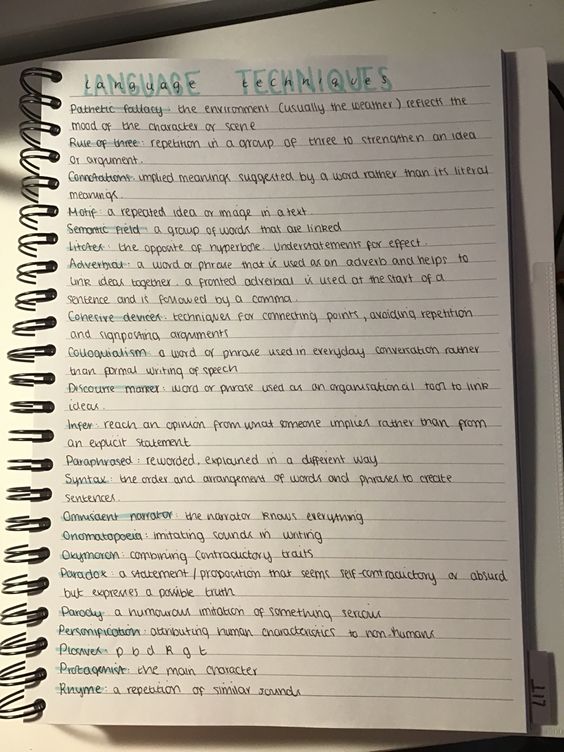 LANGUAGE TECHNIQUES
language techniques
Pathetic fallacy: the environment (usually the weather) reflects the
mood of the character or scene
Rule of three: repetition in a group of three to strengthen an idea
or argument.
Connotations: implied meanings suggested by a word rather than its literal
meanings.
Motif: a repeated idea or image in a text.
Semantic field: a group of words that are linked
Litotes: the opposite of hyperbole. Understatements for effect.
Adverbial: a word or phrase that is used as an adverb and helps to
link ideas together. a fronted adverbial is used at the start of a
sentence and is followed by a comma.
Cohesive devices: techniques for connecting points, avoiding repetition
and signposting arguments
Colloquialism: a word or phrase used in everyday conversation rather
than formal writing of speech
Discourse marker: word or phrase used as an organisational tool to link
ideas.
Infer: reach an opinion from what someone implies rather than from
an explicit statement
Paraphrased: reworded, explained in a different way
Syntax: the order and arrangement of words and phrases to create
sentences.
Omniscient narrator: the narrator knows everything
Onomatopoeia: imitating sounds in writing
Oxymoron: combining contradictory traits
Paradox: a statement/proposition that seems self-contradictory or absurd
but expresses a possible truth
Parody: a humourous imitation of something serious
Personification: attributing human characteristics to non-humans
Plosives: p b d k g t
Protagonist: the main character
Rhyme: a repetition of similar sounds
LIT